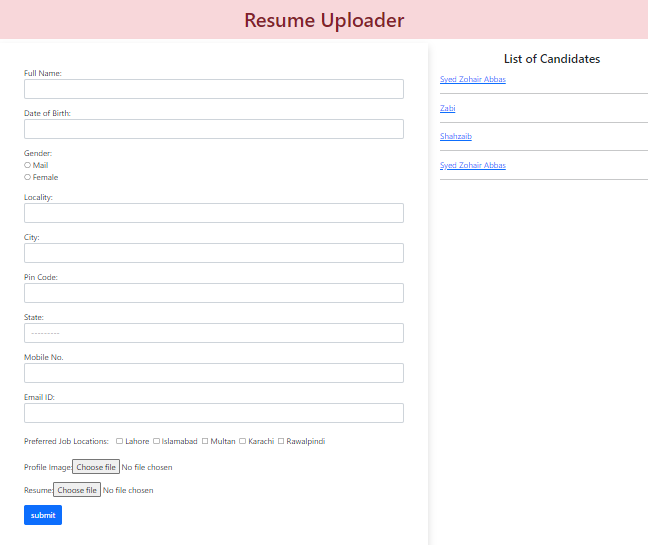 Resume Uploader
Full Name:
Date of Birth:
Gender:
Mail
Female
Locality:
City:
Pin Code:
State:
---------
Mobile No.
Email ID:
Preferred Job Locations: Lahore Islamabad Multan Karachi Rawalpindi
Profile Image: Choose file No file chosen
Resume: Choose file No file chosen
submit
List of Candidates
Syed Zohair Abbas
Zabi
Shahzaib
Syed Zohair Abbas